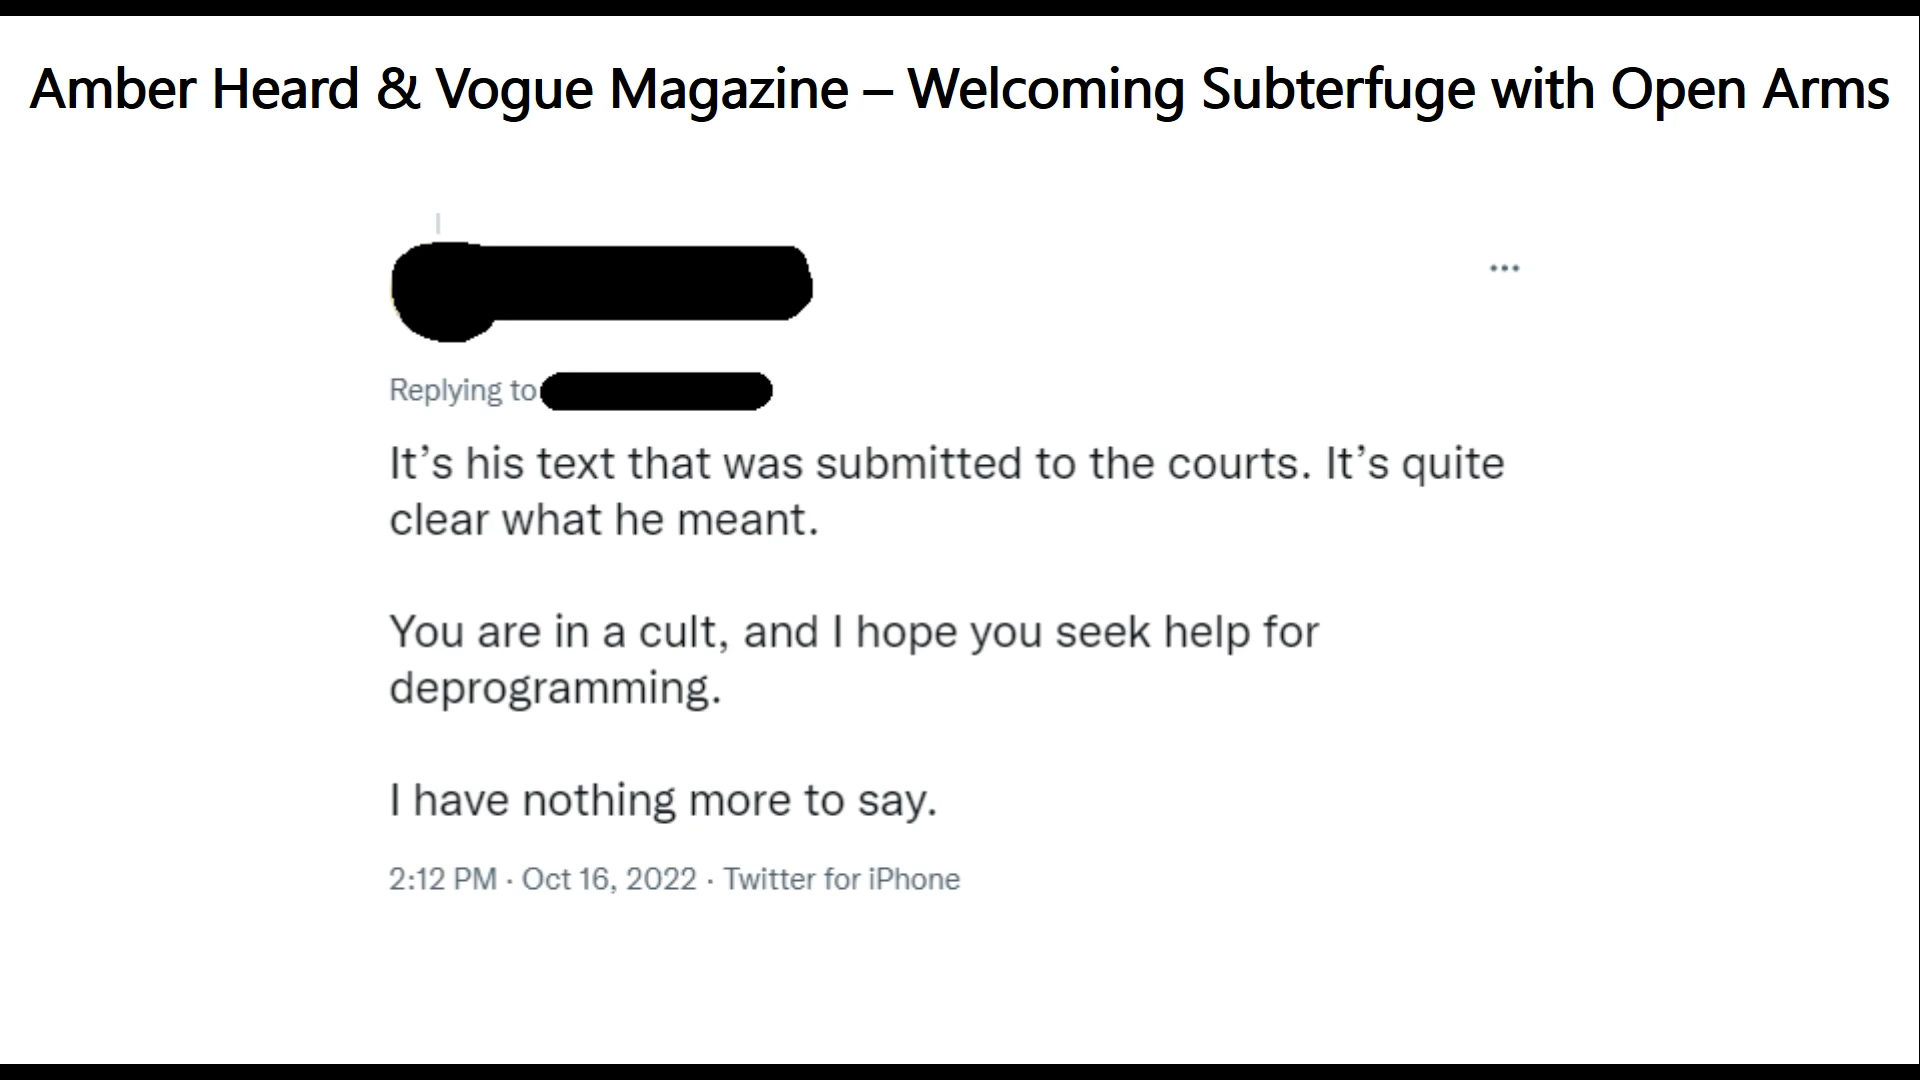 Amber Heard & Vogue Magazine – Welcoming Subterfuge with Open Arms
Replying to
It’s his text that was submitted to the courts. It’s quite
clear what he meant.
You are in a cult, and I hope you seek help for
deprogramming.
I have nothing more to say.
2:12 PM · Oct 16, 2022 · Twitter for iPhone